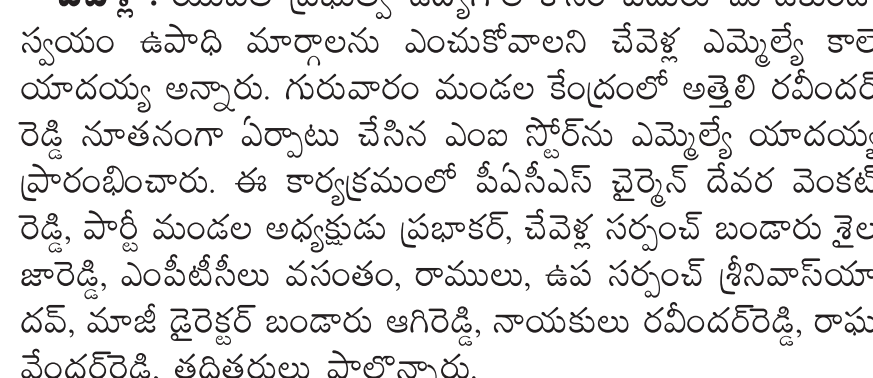 స్వయం ఉపాధి మార్గాలను ఎంచుకోవాలని చేవెళ్ల ఎమ్మెల్యే కాలె
యాదయ్య అన్నారు. గురువారం మండల కేంద్రంలో అత్తెలి రవీందర్
రెడ్డి నూతనంగా ఏర్పాటు చేసిన ఎంఐ స్టోర్‌ను ఎమ్మెల్యే యాదయ్య
ప్రారంభించారు. ఈ కార్యక్రమంలో పీఏసీఎస్ చైర్మెన్ దేవర వెంకట్
రెడ్డి, పార్టీ మండల అధ్యక్షుడు ప్రభాకర్, చేవెళ్ల సర్పంచ్ బండారు శైల
జారెడ్డి, ఎంపీటీసీలు వసంతం, రాములు, ఉప సర్పంచ్ శ్రీనివాస్‌యా
దవ్, మాజీ డైరెక్టర్ బండారు ఆగిరెడ్డి, నాయకులు రవీందర్‌రెడ్డి, రాఘ
వేందర్‌రెడ్డి, తదితరులు పాల్గొన్నారు.